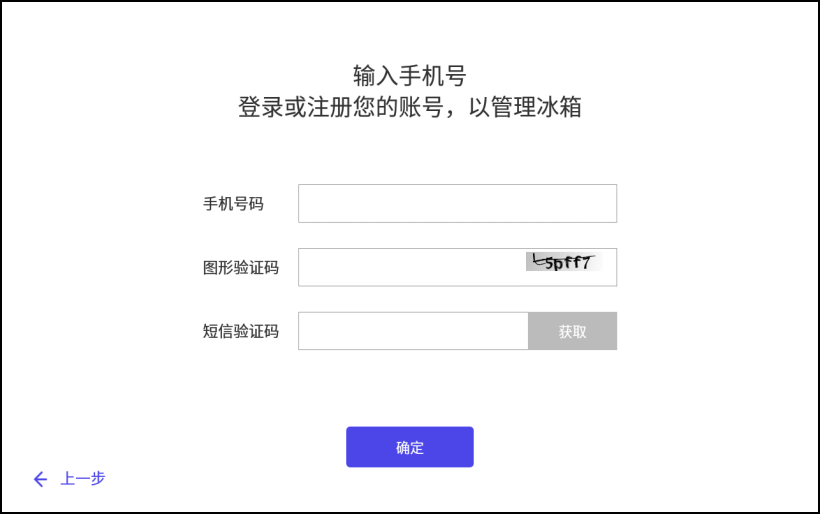 输入手机号
登录或注册您的账号，以管理冰箱
手机号码
图形验证码
5pff7
短信验证码
获取
确定
上一步